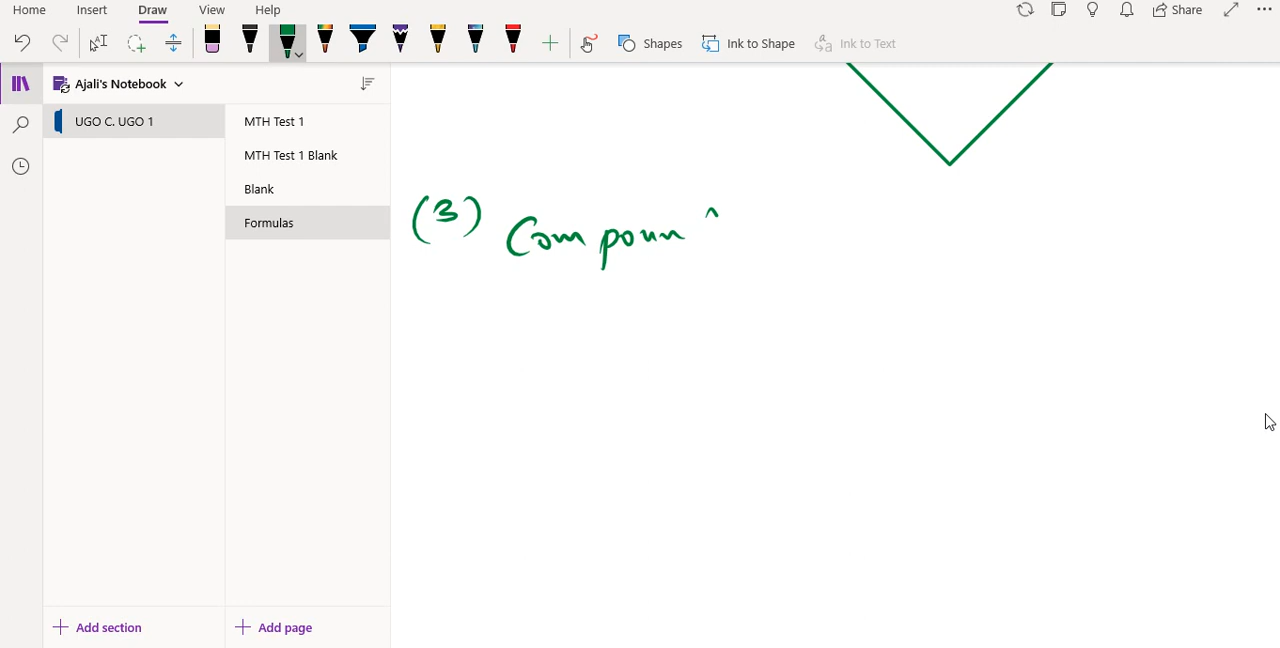 Home Insert Draw View Help
Share
Shapes Ink to Shape Ink to Text
Ajali's Notebook
UGO C. UGO 1
MTH Test 1
MTH Test 1 Blank
Blank
Formulas
(3) Compoun
Add section
Add page